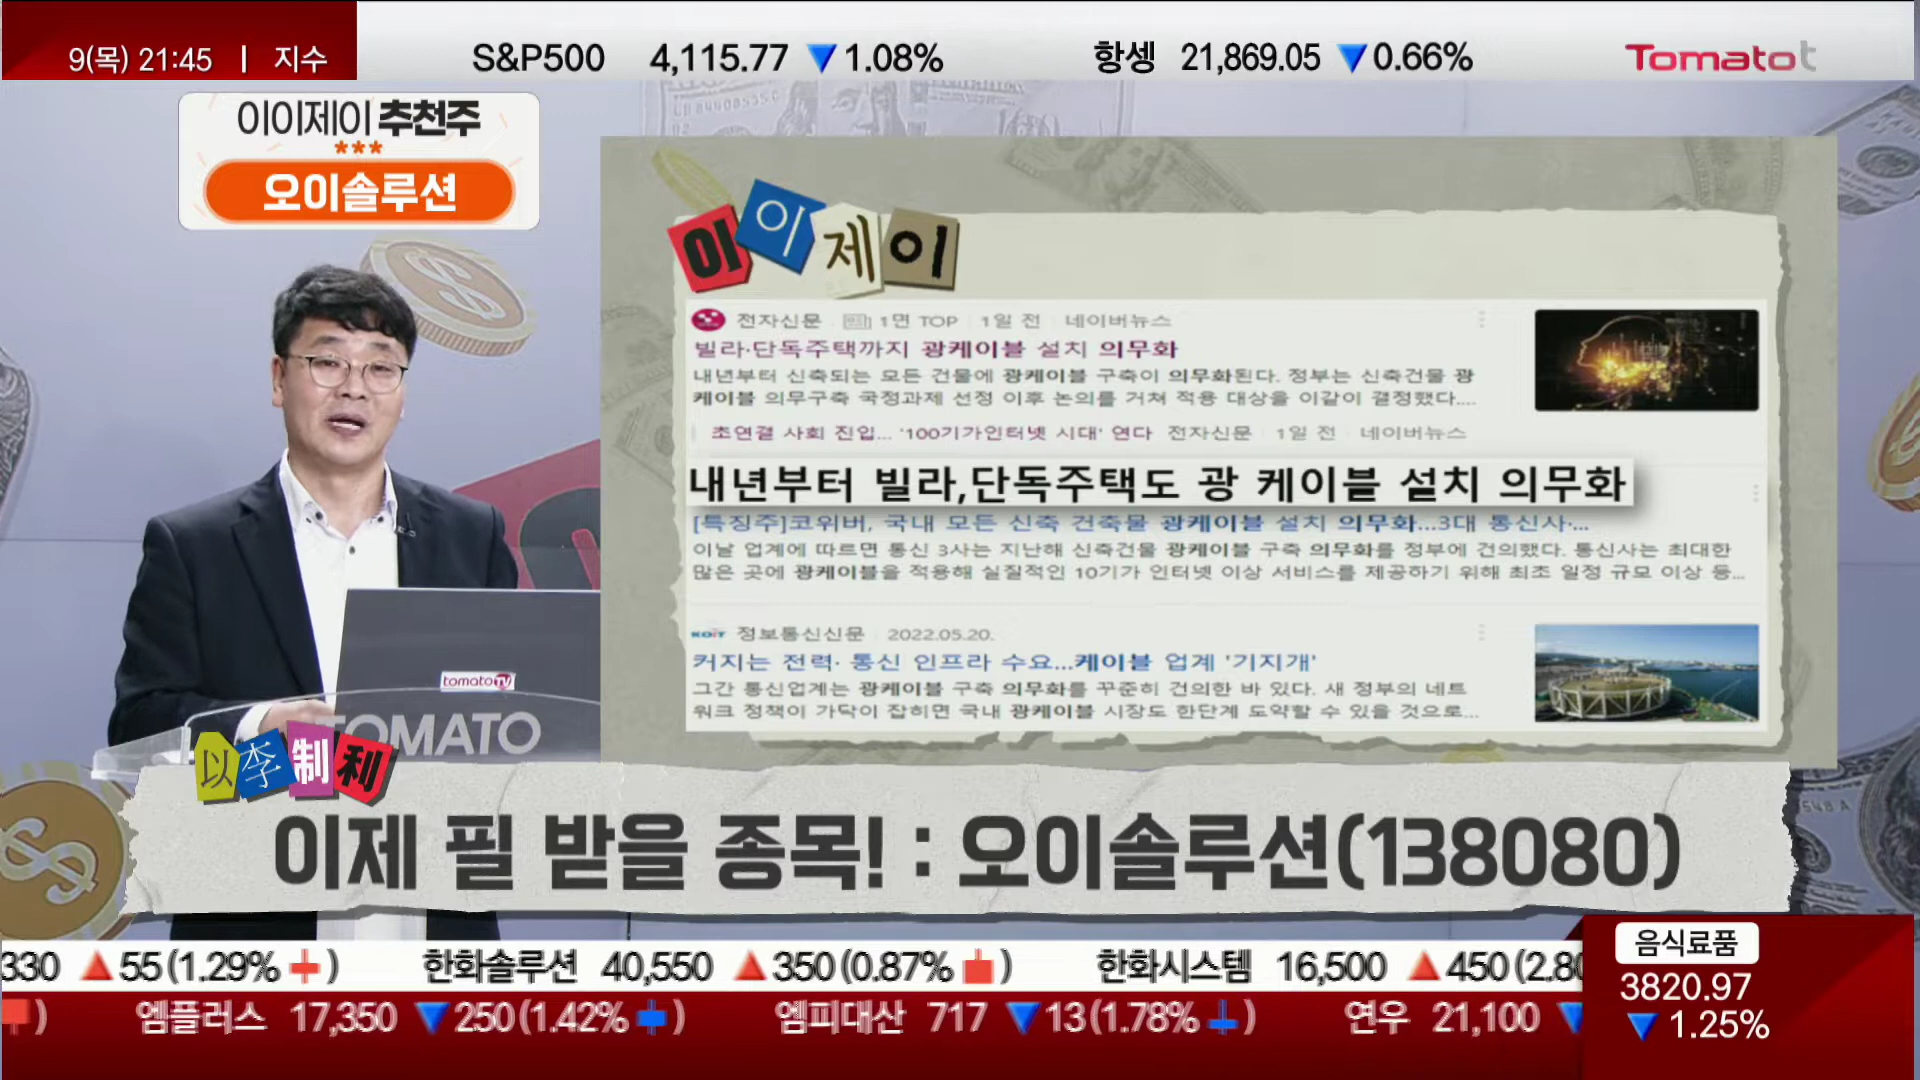 9(목) 21:45 | 지수
S&P500 4,115.77 ▼1.08%
항셍 21,869.05 ▼0.66%
Tomato t
이이제이 추천주
***
오이솔루션
이이제이
전자신문 1면 TOP 1일 전 네이버뉴스
빌라·단독주택까지 광케이블 설치 의무화
내년부터 신축되는 모든 건물에 광케이블 구축이 의무화된다. 정부는 신축건물 광
케이블 의무구축 국정과제 선정 이후 논의를 거쳐 적용 대상을 이같이 결정했다....
초연결 사회 진입... '100기가인터넷 시대' 연다 전자신문 1일 전 네이버뉴스
내년부터 빌라,단독주택도 광 케이블 설치 의무화
[특징주]코위버, 국내 모든 신축 건축물 광케이블 설치 의무화...3대 통신사·...
이날 업계에 따르면 통신 3사는 지난해 신축건물 광케이블 구축 의무화를 정부에 건의했다. 통신사는 최대한
많은 곳에 광케이블을 적용해 실질적인 10기가 인터넷 이상 서비스를 제공하기 위해 최초 일정 규모 이상 등...
KOIT 정보통신신문 2022.05.20.
커지는 전력· 통신 인프라 수요...케이블 업계 '기지개'
그간 통신업계는 광케이블 구축 의무화를 꾸준히 건의한 바 있다. 새 정부의 네트
워크 정책이 가닥이 잡히면 국내 광케이블 시장도 한단계 도약할 수 있을 것으로...
tomatoTV
TOMATO
以李制利
이제 필 받을 종목! : 오이솔루션(138080)
330 ▲55(1.29% ) 한화솔루션 40,550 ▲350(0.87% ) 한화시스템 16,500 ▲450(2.80
) 엠플러스 17,350 ▼250(1.42% ) 엠피대산 717 ▼13(1.78% ) 연우 21,100 ▼
음식료품
3820.97
▼ 1.25%